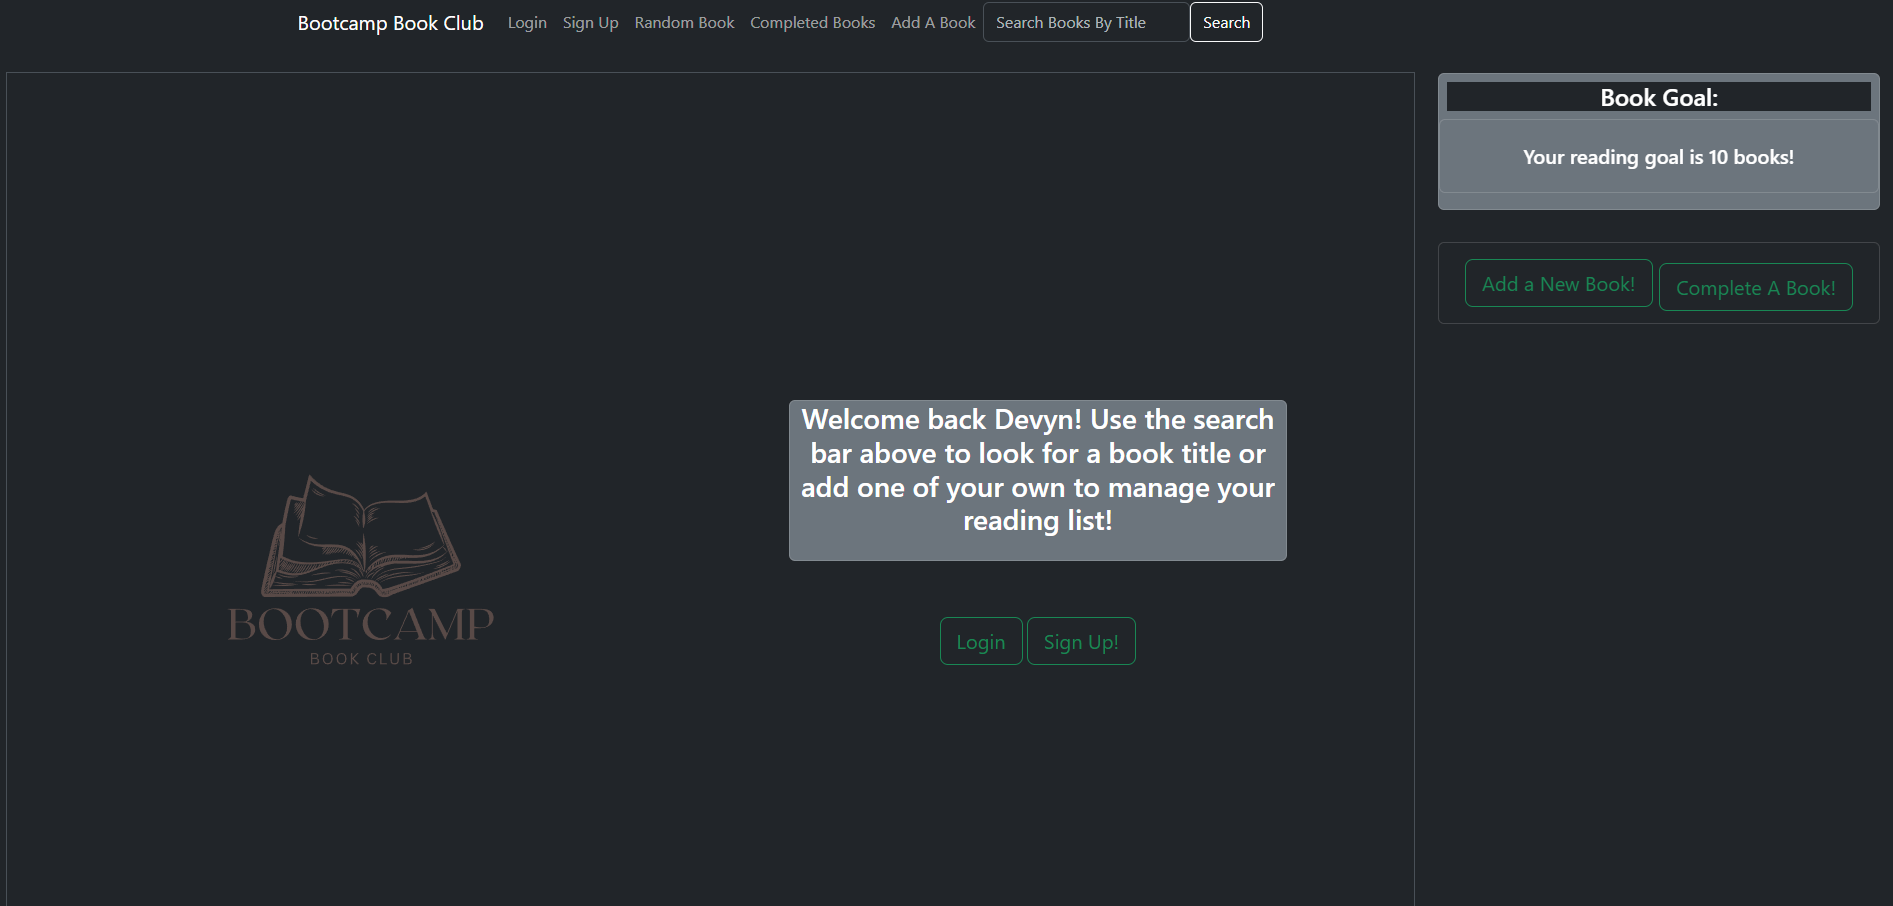 Bootcamp Book Club Login Sign Up Random Book Completed Books Add A Book Search Books By Title Search
Book Goal:
Your reading goal is 10 books!
Add a New Book! Complete A Book!
Welcome back Devyn! Use the search
bar above to look for a book title or
add one of your own to manage your
reading list!
BOOTCAMP
BOOK CLUB
Login Sign Up!